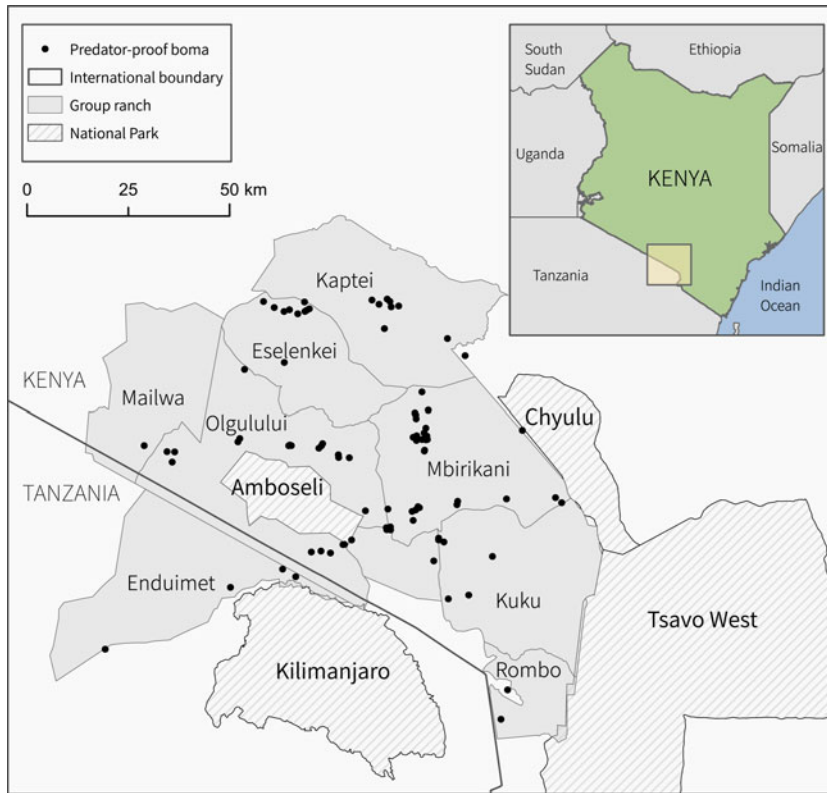 Predator-proof boma
International boundary
Group ranch
National Park
0 25 50 km
South
Sudan
Ethiopia
Uganda
Somalia
KENYA
Tanzania
Indian
Ocean
Kaptei
Eselenkei
KENYA
Mailwa
Olgulului
Chyulu
Mbirikani
TANZANIA
Amboseli
Enduimet
Kuku
Tsavo West
Kilimanjaro
Rombo